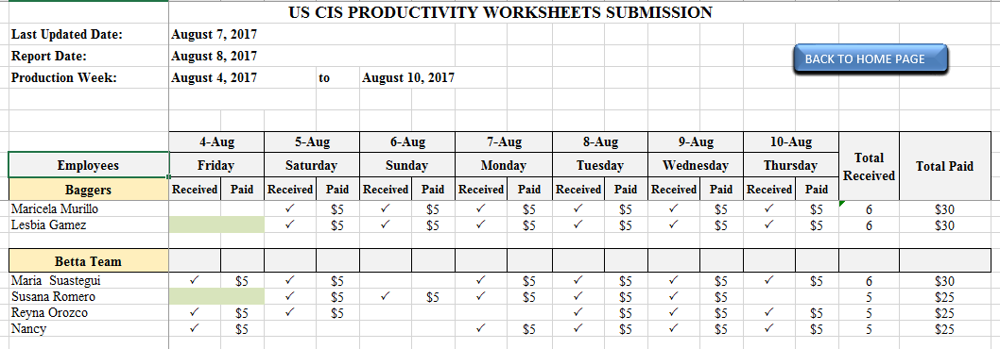 US CIS PRODUCTIVITY WORKSHEETS SUBMISSION
Last Updated Date: August 7, 2017
Report Date: August 8, 2017
BACK TO HOME PAGE
Production Week: August 4, 2017 to August 10, 2017
4-Aug 5-Aug 6-Aug 7-Aug 8-Aug 9-Aug 10-Aug
Employees Friday Saturday Sunday Monday Tuesday Wednesday Thursday Total Received Total Paid
Baggers Received Paid Received Paid Received Paid Received Paid Received Paid Received Paid Received Paid
Maricela Murillo ✓ $5 ✓ $5 ✓ $5 ✓ $5 ✓ $5 ✓ $5 6 $30
Lesbia Gamez ✓ $5 ✓ $5 ✓ $5 ✓ $5 ✓ $5 ✓ $5 6 $30
Betta Team
Maria Suastegui ✓ $5 ✓ $5 ✓ $5 ✓ $5 ✓ $5 ✓ $5 6 $30
Susana Romero ✓ $5 ✓ $5 ✓ $5 ✓ $5 ✓ $5 5 $25
Reyna Orozco ✓ $5 ✓ $5 ✓ $5 ✓ $5 ✓ $5 5 $25
Nancy ✓ $5 ✓ $5 ✓ $5 ✓ $5 ✓ $5 5 $25